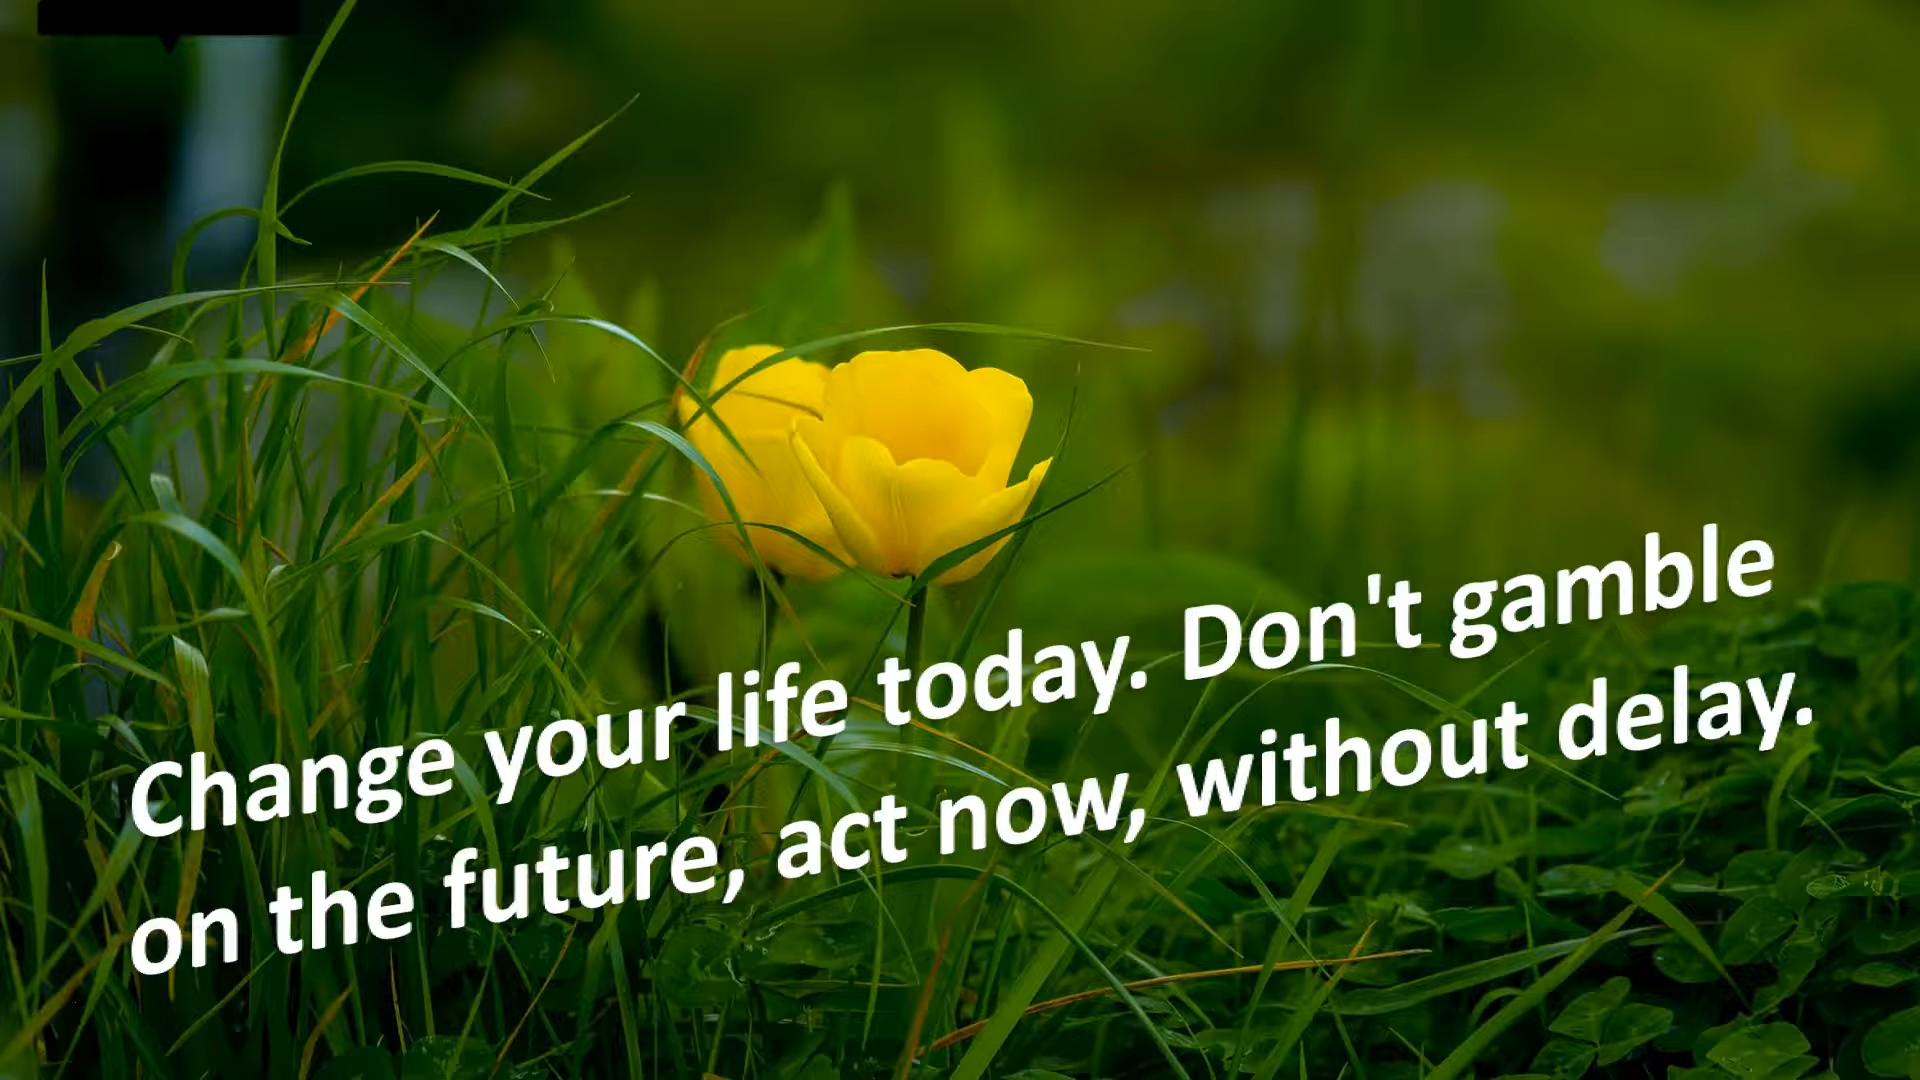 Change your life today. Don't gamble
on the future, act now, without delay.